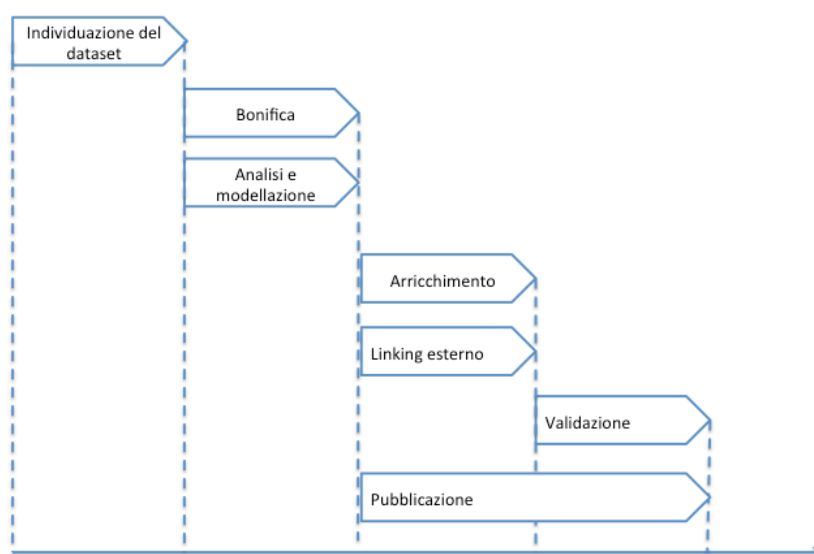 Individuazione del
dataset
Bonifica
Analisi e
modellazione
Arricchimento
Linking esterno
Validazione
Pubblicazione